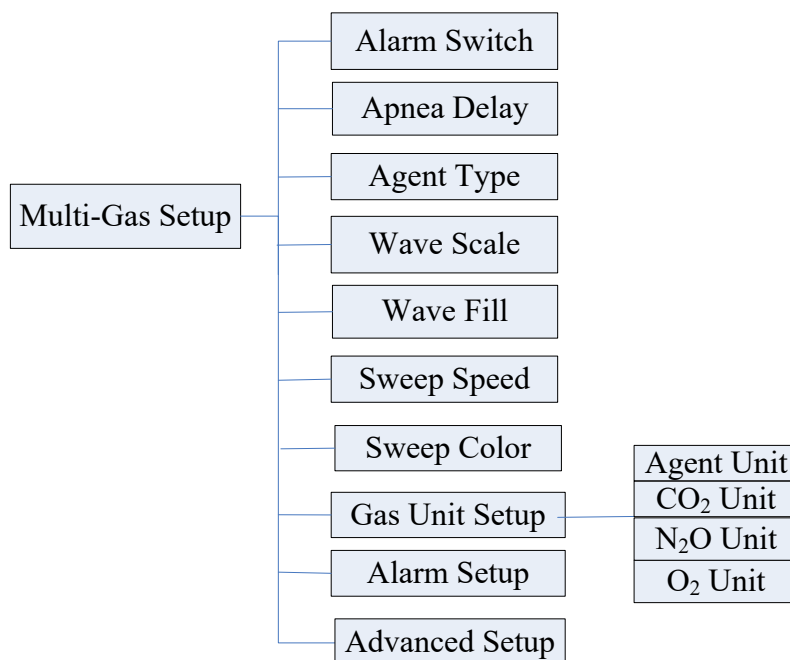 Multi-Gas Setup
Alarm Switch
Apnea Delay
Agent Type
Wave Scale
Wave Fill
Sweep Speed
Sweep Color
Gas Unit Setup
Alarm Setup
Advanced Setup
Agent Unit
CO₂ Unit
N₂O Unit
O₂ Unit